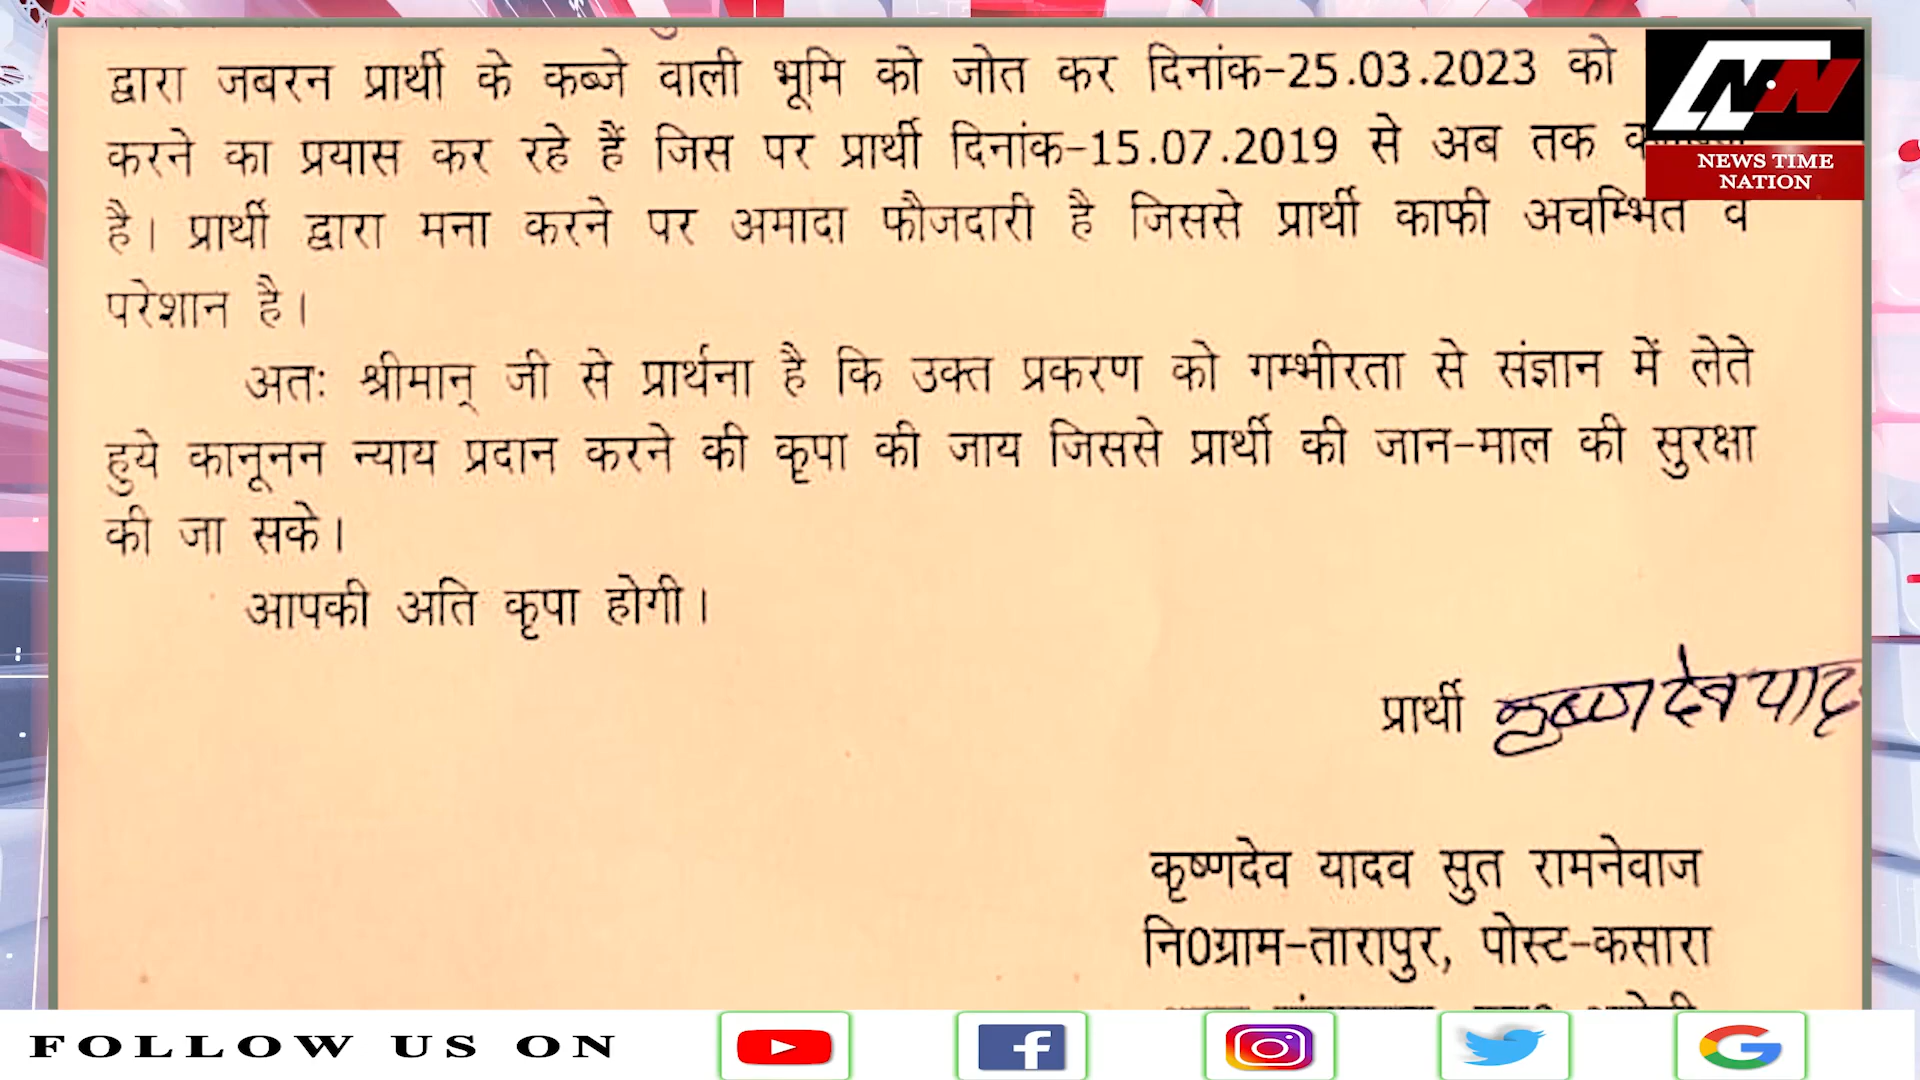 द्वारा जबरन प्रार्थी के कब्जे वाली भूमि को जोत कर दिनांक-25.03.2023 को
करने का प्रयास कर रहे हैं जिस पर प्रार्थी दिनांक-15.07.2019 से अब तक
है। प्रार्थी द्वारा मना करने पर अमादा फौजदारी है जिससे प्रार्थी काफी अचम्भित व
परेशान है।
अतः श्रीमान् जी से प्रार्थना है कि उक्त प्रकरण को गम्भीरता से संज्ञान में लेते
हुये कानूनन न्याय प्रदान करने की कृपा की जाय जिससे प्रार्थी की जान-माल की सुरक्षा
की जा सके।
आपकी अति कृपा होगी।
प्रार्थी कृष्ण देव याद
कृष्णदेव यादव सुत रामनेवाज
नि0ग्राम-तारापुर, पोस्ट-कसारा
NN
NEWS TIME
NATION
FOLLOW US ON